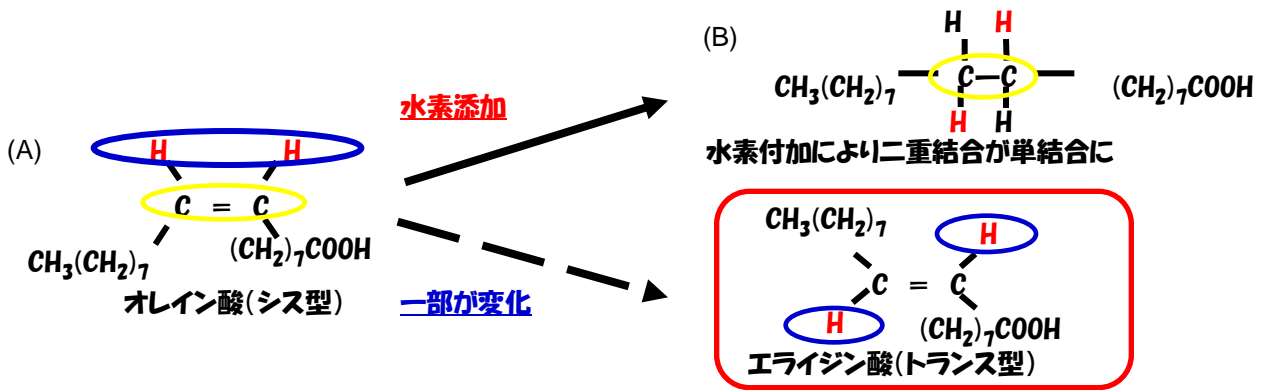 (A)
H H
C = C
CH₃(CH₂)₇
(CH₂)₇COOH
オレイン酸(シス型)
水素添加
一部が変化
(B)
H H
CH₃(CH₂)₇ C-C (CH₂)₇COOH
H H
水素付加により二重結合が単結合に
CH₃(CH₂)₇
H
C = C
H
(CH₂)₇COOH
エライジン酸(トランス型)